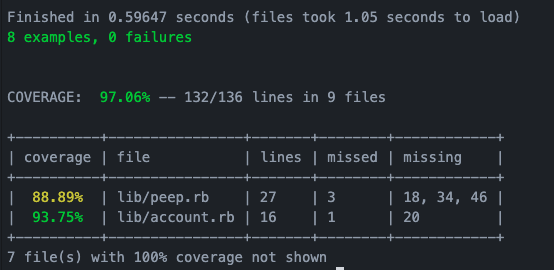 Finished in 0.59647 seconds (files took 1.05 seconds to load)
8 examples, 0 failures
COVERAGE:  97.06% -- 132/136 lines in 9 files
+----------+----------------+-------+--------+------------+
| coverage | file           | lines | missed | missing    |
+----------+----------------+-------+--------+------------+
|  88.89%  | lib/peep.rb    | 27    | 3      | 18, 34, 46 |
|  93.75%  | lib/account.rb | 16    | 1      | 20         |
+----------+----------------+-------+--------+------------+
7 file(s) with 100% coverage not shown